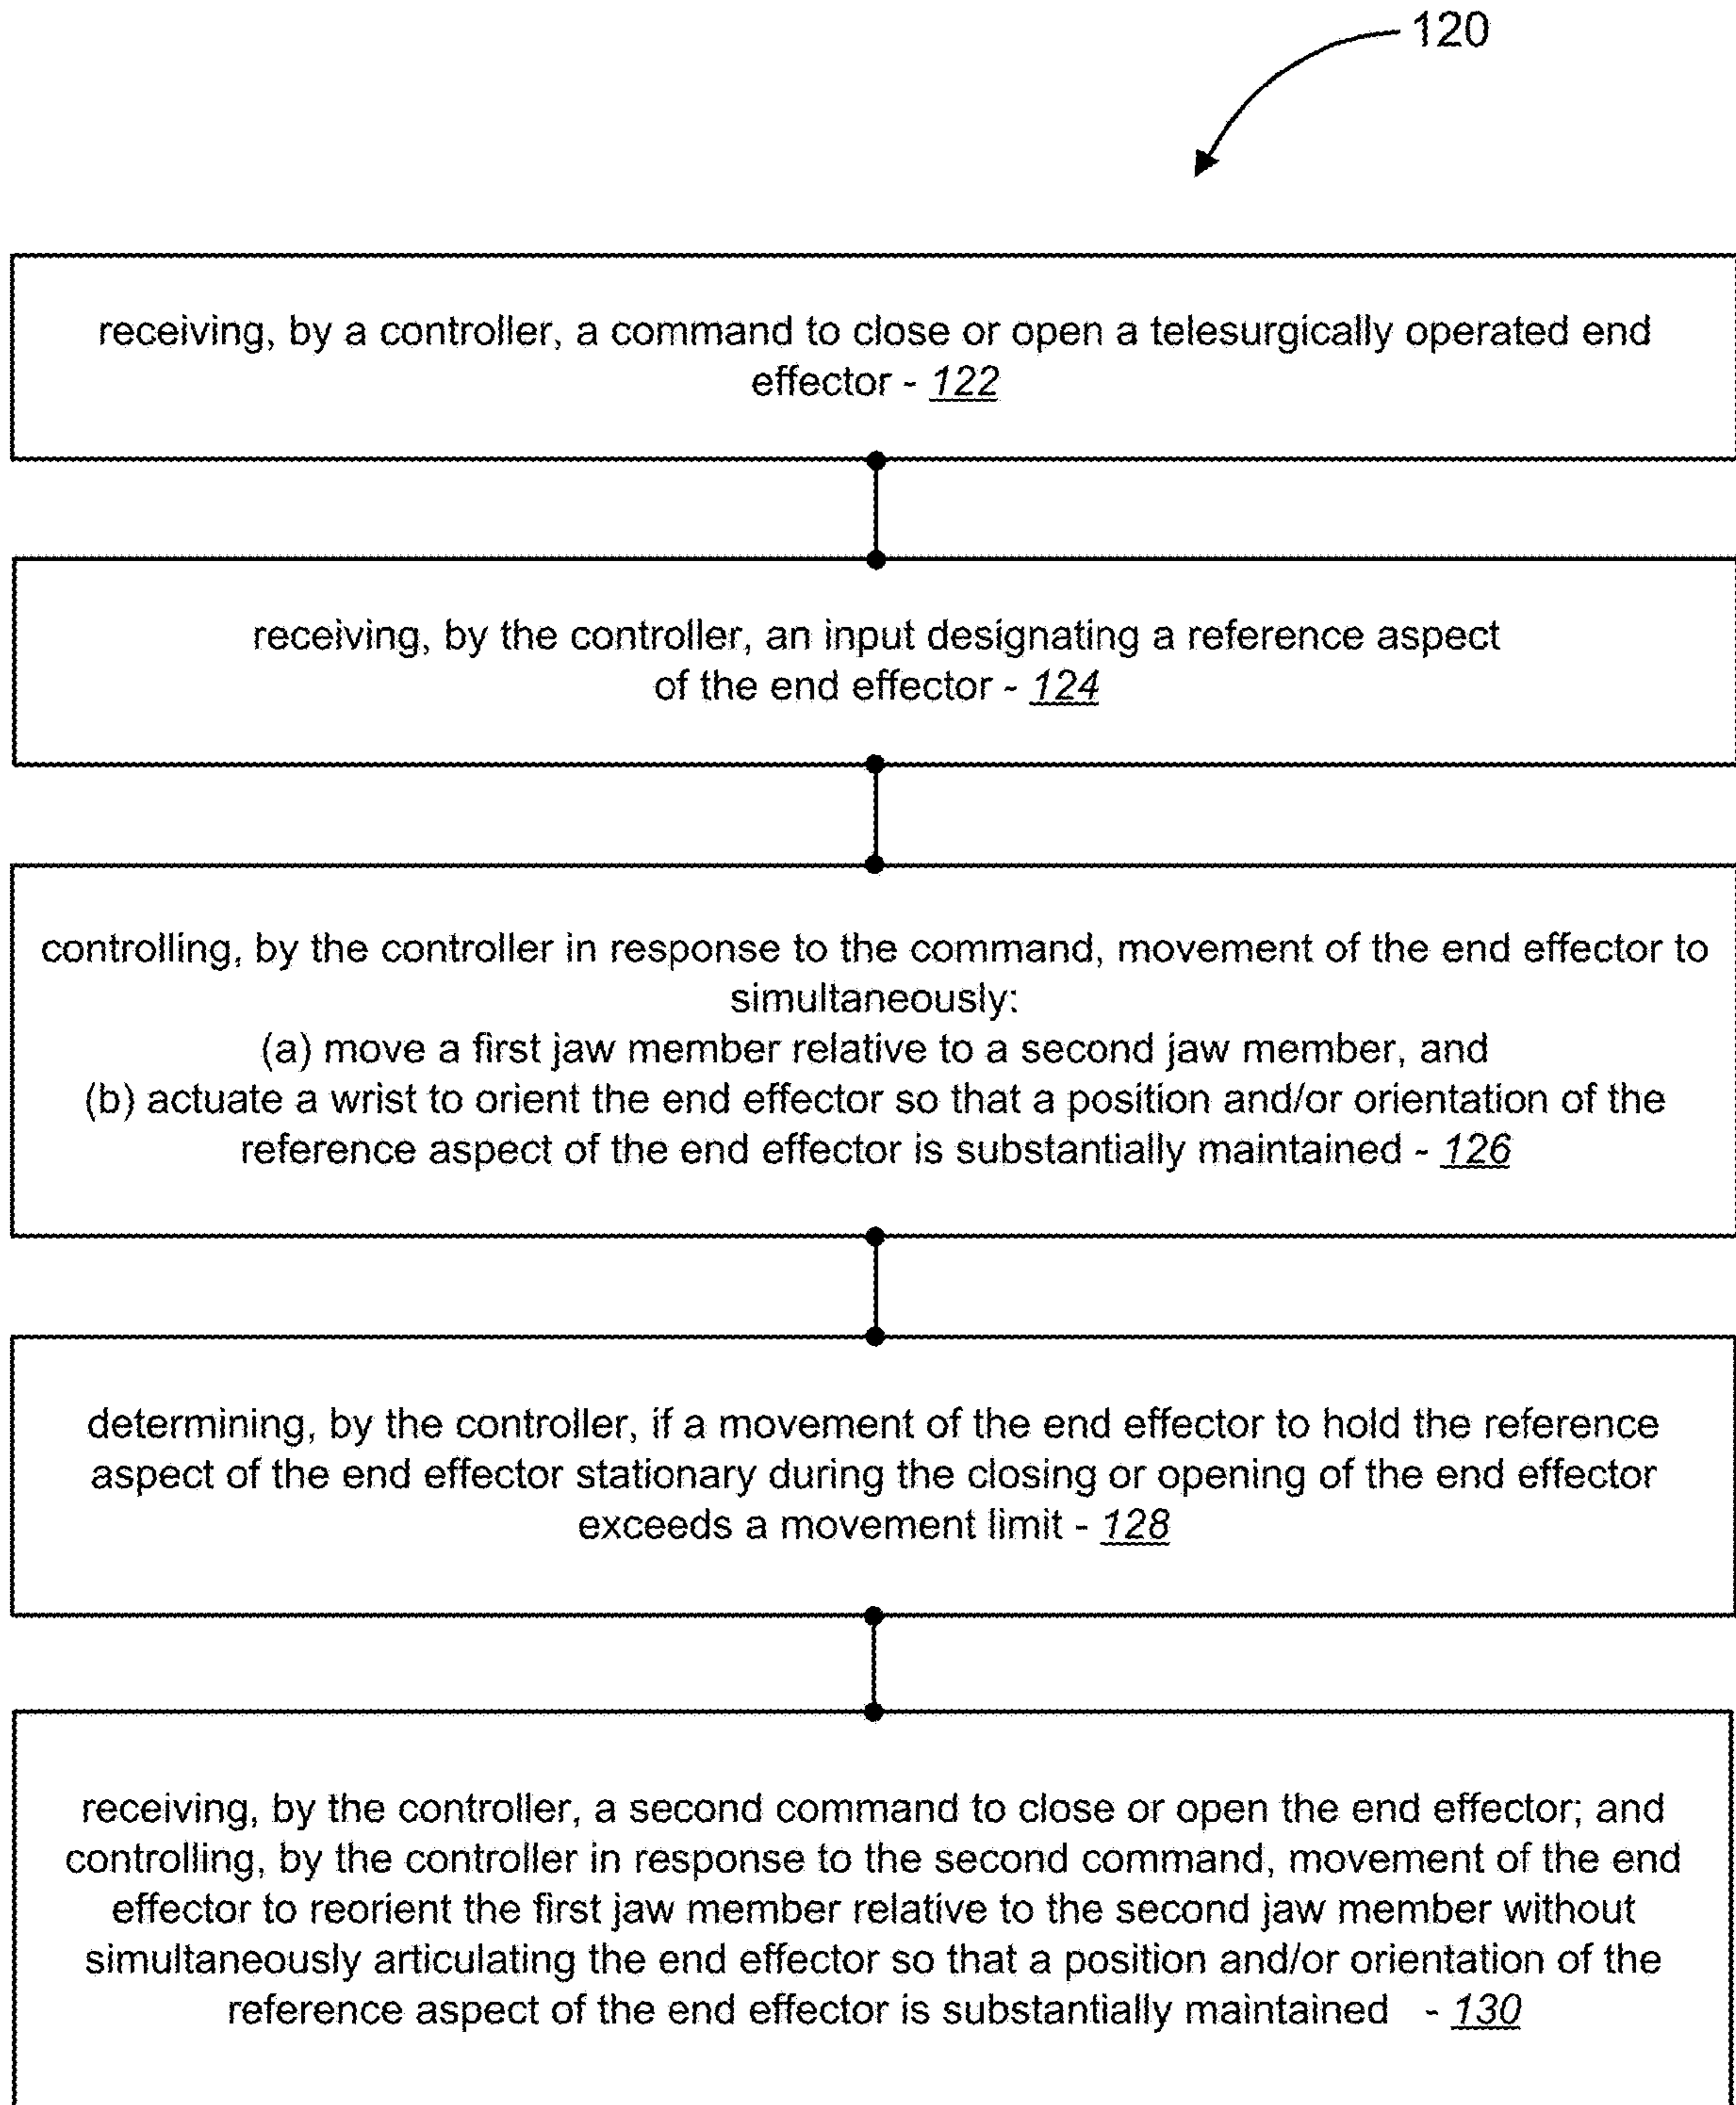 120
receiving, by a controller, a command to close or open a telesurgically operated end
effector - 122
receiving, by the controller, an input designating a reference aspect
of the end effector - 124
controlling, by the controller in response to the command, movement of the end effector to
simultaneously:
(a) move a first jaw member relative to a second jaw member, and
(b) actuate a wrist to orient the end effector so that a position and/or orientation of the
reference aspect of the end effector is substantially maintained - 126
determining, by the controller, if a movement of the end effector to hold the reference
aspect of the end effector stationary during the closing or opening of the end effector
exceeds a movement limit - 128
receiving, by the controller, a second command to close or open the end effector; and
controlling, by the controller in response to the second command, movement of the end
effector to reorient the first jaw member relative to the second jaw member without
simultaneously articulating the end effector so that a position and/or orientation of the
reference aspect of the end effector is substantially maintained - 130